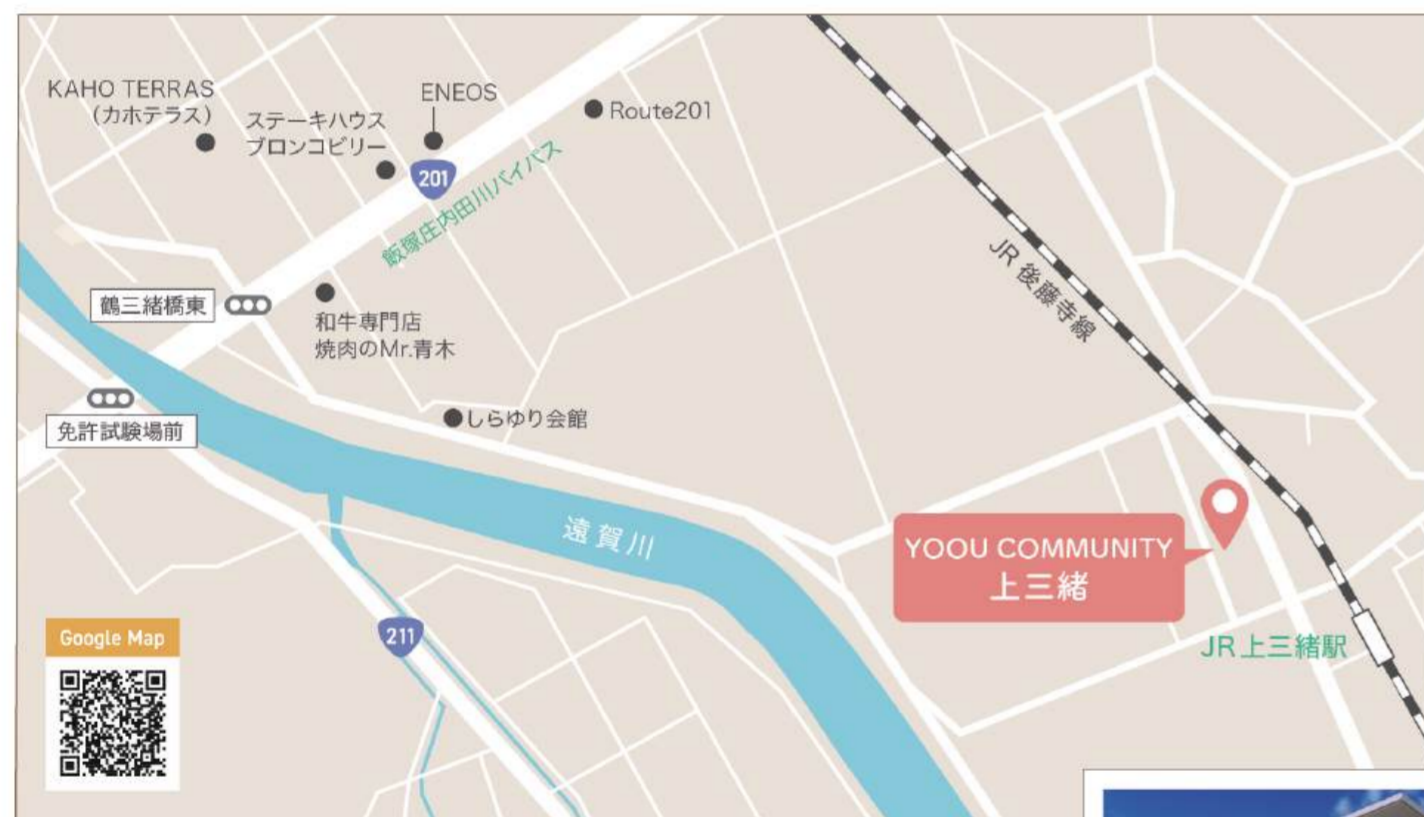 KAHO TERRAS
(カホテラス)
ステーキハウス
ブロンコビリー
ENEOS
Route201
201
飯塚庄内田川バイパス
JR 後藤寺線
鶴三緒橋東
和牛専門店
焼肉のMr.青木
免許試験場前
しらゆり会館
遠賀川
YOOU COMMUNITY
上三緒
Google Map
211
JR 上三緒駅